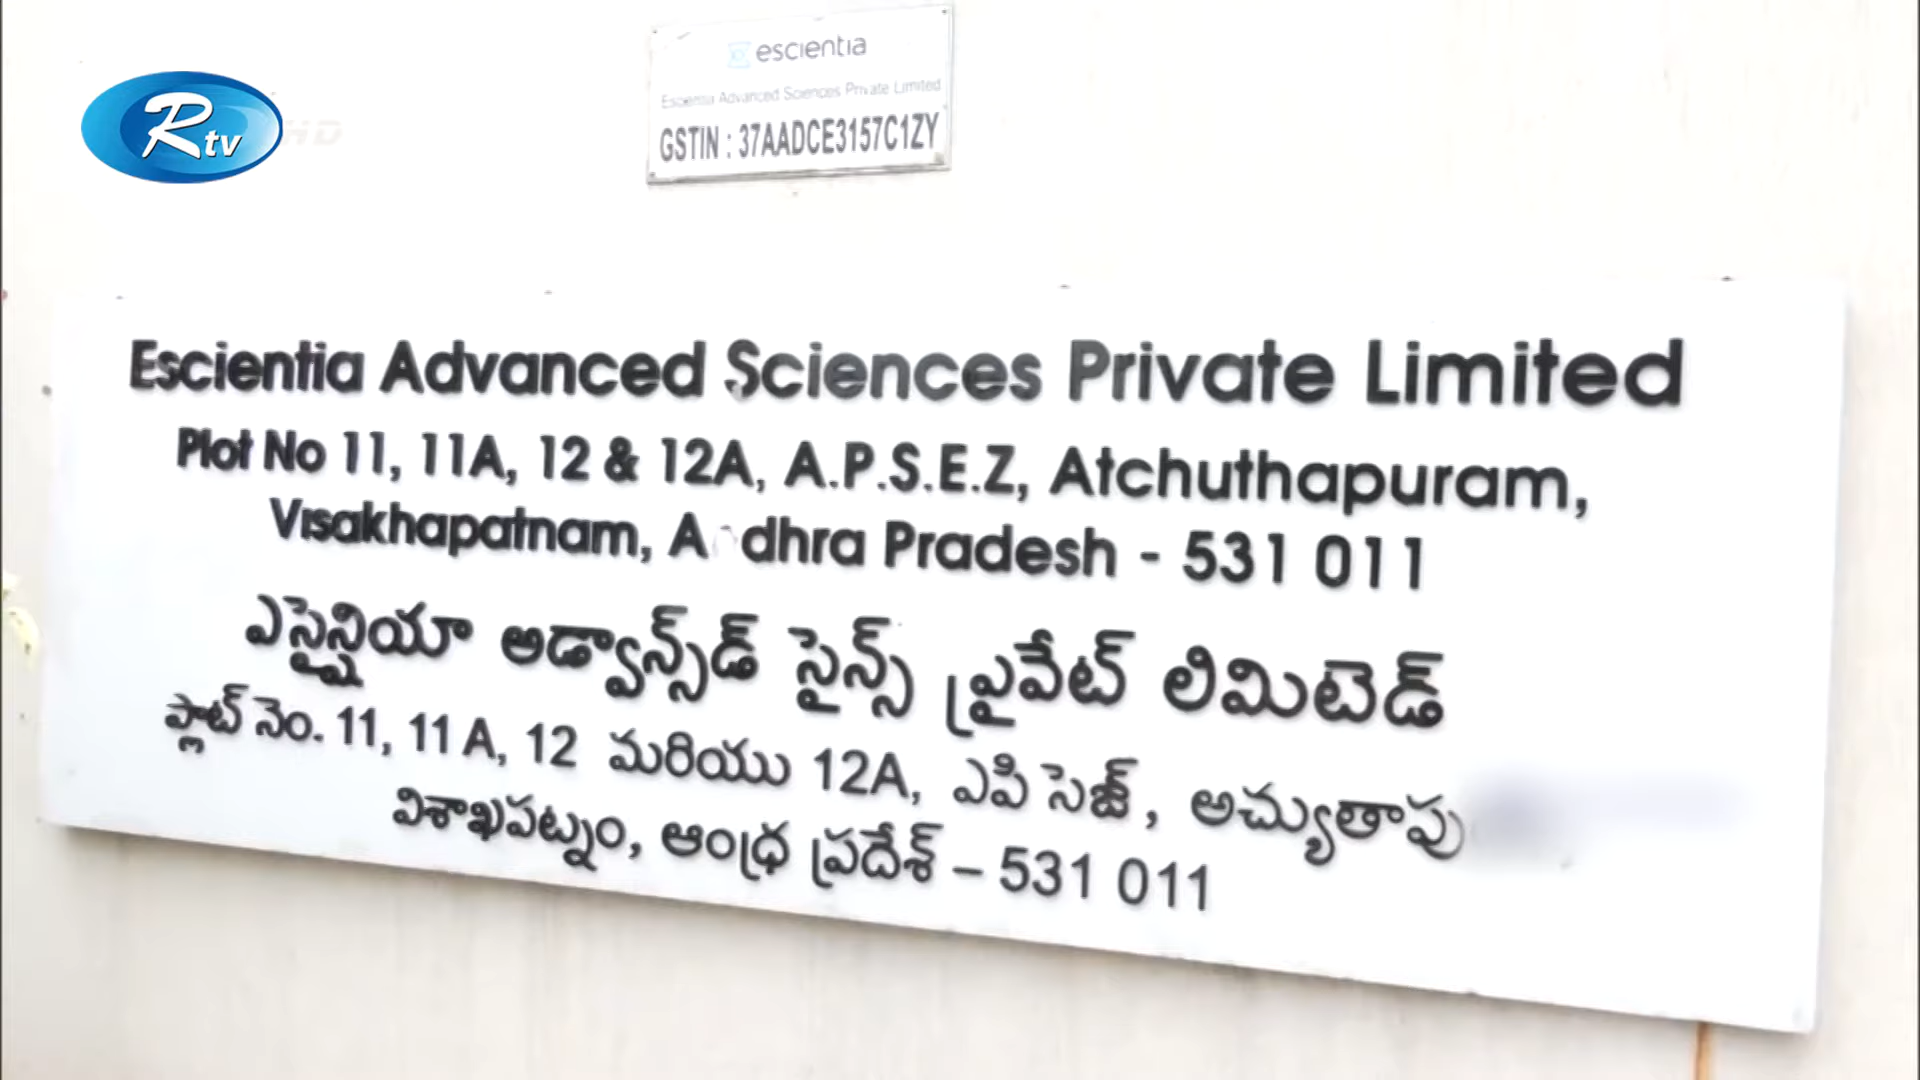 Rtv HD
escientia
Escientia Advanced Sciences Private Limited
GSTIN : 37AADCE3157C1ZY
Escientia Advanced Sciences Private Limited
Plot No 11, 11A, 12 & 12A, A.P.S.E.Z, Atchuthapuram,
Visakhapatnam, A dhra Pradesh - 531 011
ఎస్సైన్షియా అడ్వాన్స్‌డ్ సైన్స్ ప్రైవేట్ లిమిటెడ్
ప్లాట్ నెం. 11, 11A, 12 మరియు 12A, ఎపి సెజ్, అచ్యుతాపు
విశాఖపట్నం, ఆంధ్ర ప్రదేశ్ – 531 011